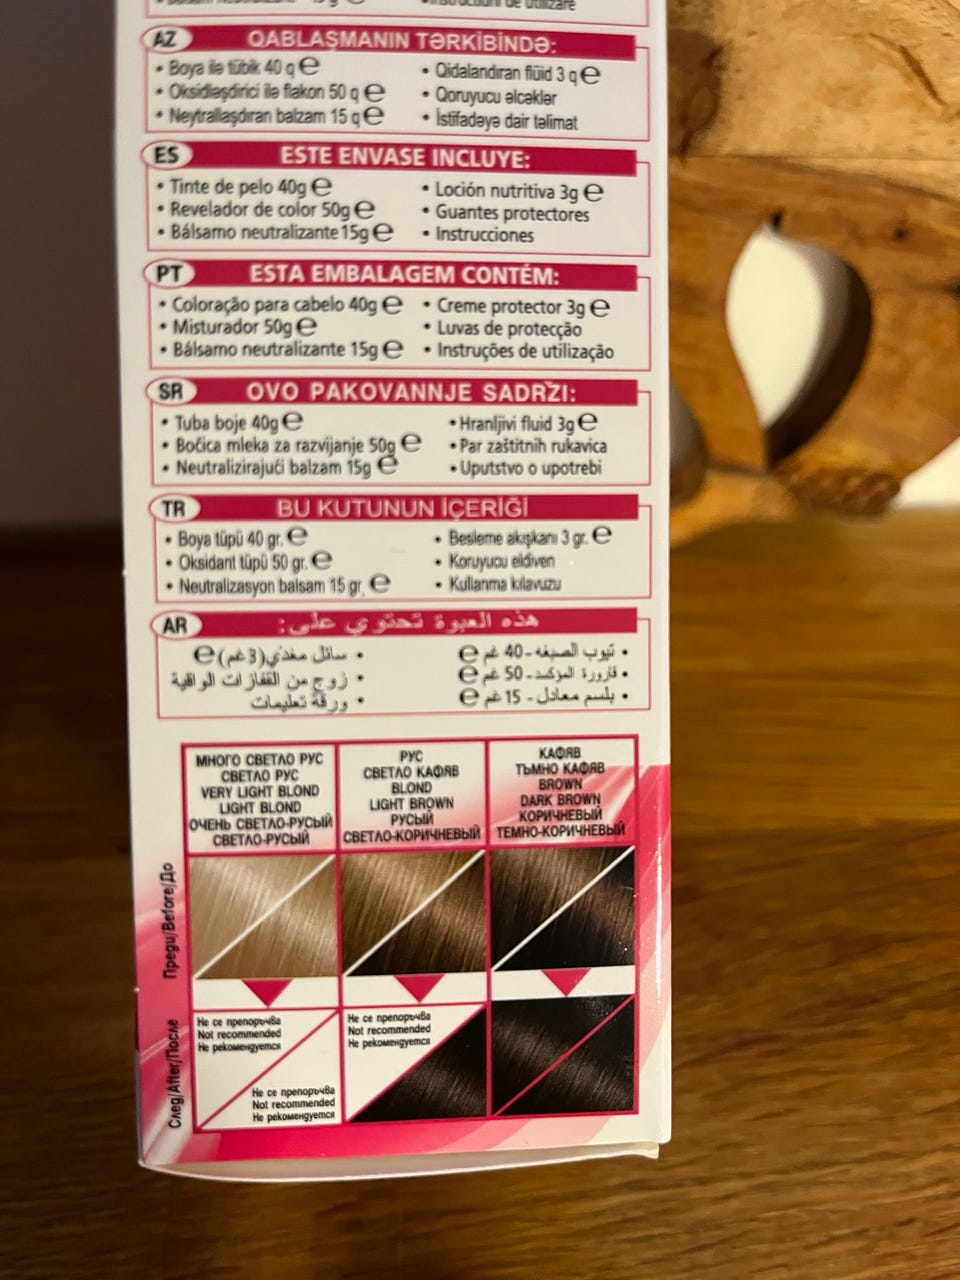 AZ QABLAŞMANIN TƏRKİBİNDƏ:
• Boya ilə tübik 40 q ℮
• Oksidləşdirici ilə flakon 50 q ℮
• Neytrallaşdıran balzam 15 q ℮
• Qidalandıran flüid 3 q ℮
• Qoruyucu əlcəklər
• İstifadəyə dair təlimat
ES ESTE ENVASE INCLUYE:
• Tinte de pelo 40g ℮
• Revelador de color 50g ℮
• Bálsamo neutralizante 15g ℮
• Loción nutritiva 3g ℮
• Guantes protectores
• Instrucciones
PT ESTA EMBALAGEM CONTÉM:
• Coloração para cabelo 40g ℮
• Misturador 50g ℮
• Bálsamo neutralizante 15g ℮
• Creme protector 3g ℮
• Luvas de protecção
• Instruções de utilização
SR OVO PAKOVANNJE SADRŽI:
• Tuba boje 40g ℮
• Bočica mleka za razvijanje 50g ℮
• Neutralizirajući balzam 15g ℮
• Hranljivi fluid 3g ℮
• Par zaštitnih rukavica
• Uputstvo o upotrebi
TR BU KUTUNUN İÇERİĞİ
• Boya tüpü 40 gr. ℮
• Oksidant tüpü 50 gr. ℮
• Neutralizasyon balsam 15 gr ℮
• Besleme akışkanı 3 gr. ℮
• Koruyucu eldiven
• Kullanma kılavuzu
AR هذه العبوة تحتوي على:
• تيوب الصبغه - 40 غم ℮
• قارورة المؤكسد - 50 غم ℮
• بلسم معادل - 15 غم ℮
• سائل مغذي (3 غم) ℮
• زوج من القفازات الواقية
• ورقة تعليمات
МНОГО СВЕТЛО РУС
СВЕТЛО РУС
VERY LIGHT BLOND
LIGHT BLOND
ОЧЕНЬ СВЕТЛО-РУСЫЙ
СВЕТЛО-РУСЫЙ
РУС
СВЕТЛО КАФЯВ
BLOND
LIGHT BROWN
РУСЫЙ
СВЕТЛО-КОРИЧНЕВЫЙ
КАФЯВ
ТЪМНО КАФЯВ
BROWN
DARK BROWN
КОРИЧНЕВЫЙ
ТЕМНО-КОРИЧНЕВЫЙ
Преди/Before/До
След/After/После
Не се препоръчва
Not recommended
Не рекомендуется
Не се препоръчва
Not recommended
Не рекомендуется
Не се препоръчва
Not recommended
Не рекомендуется